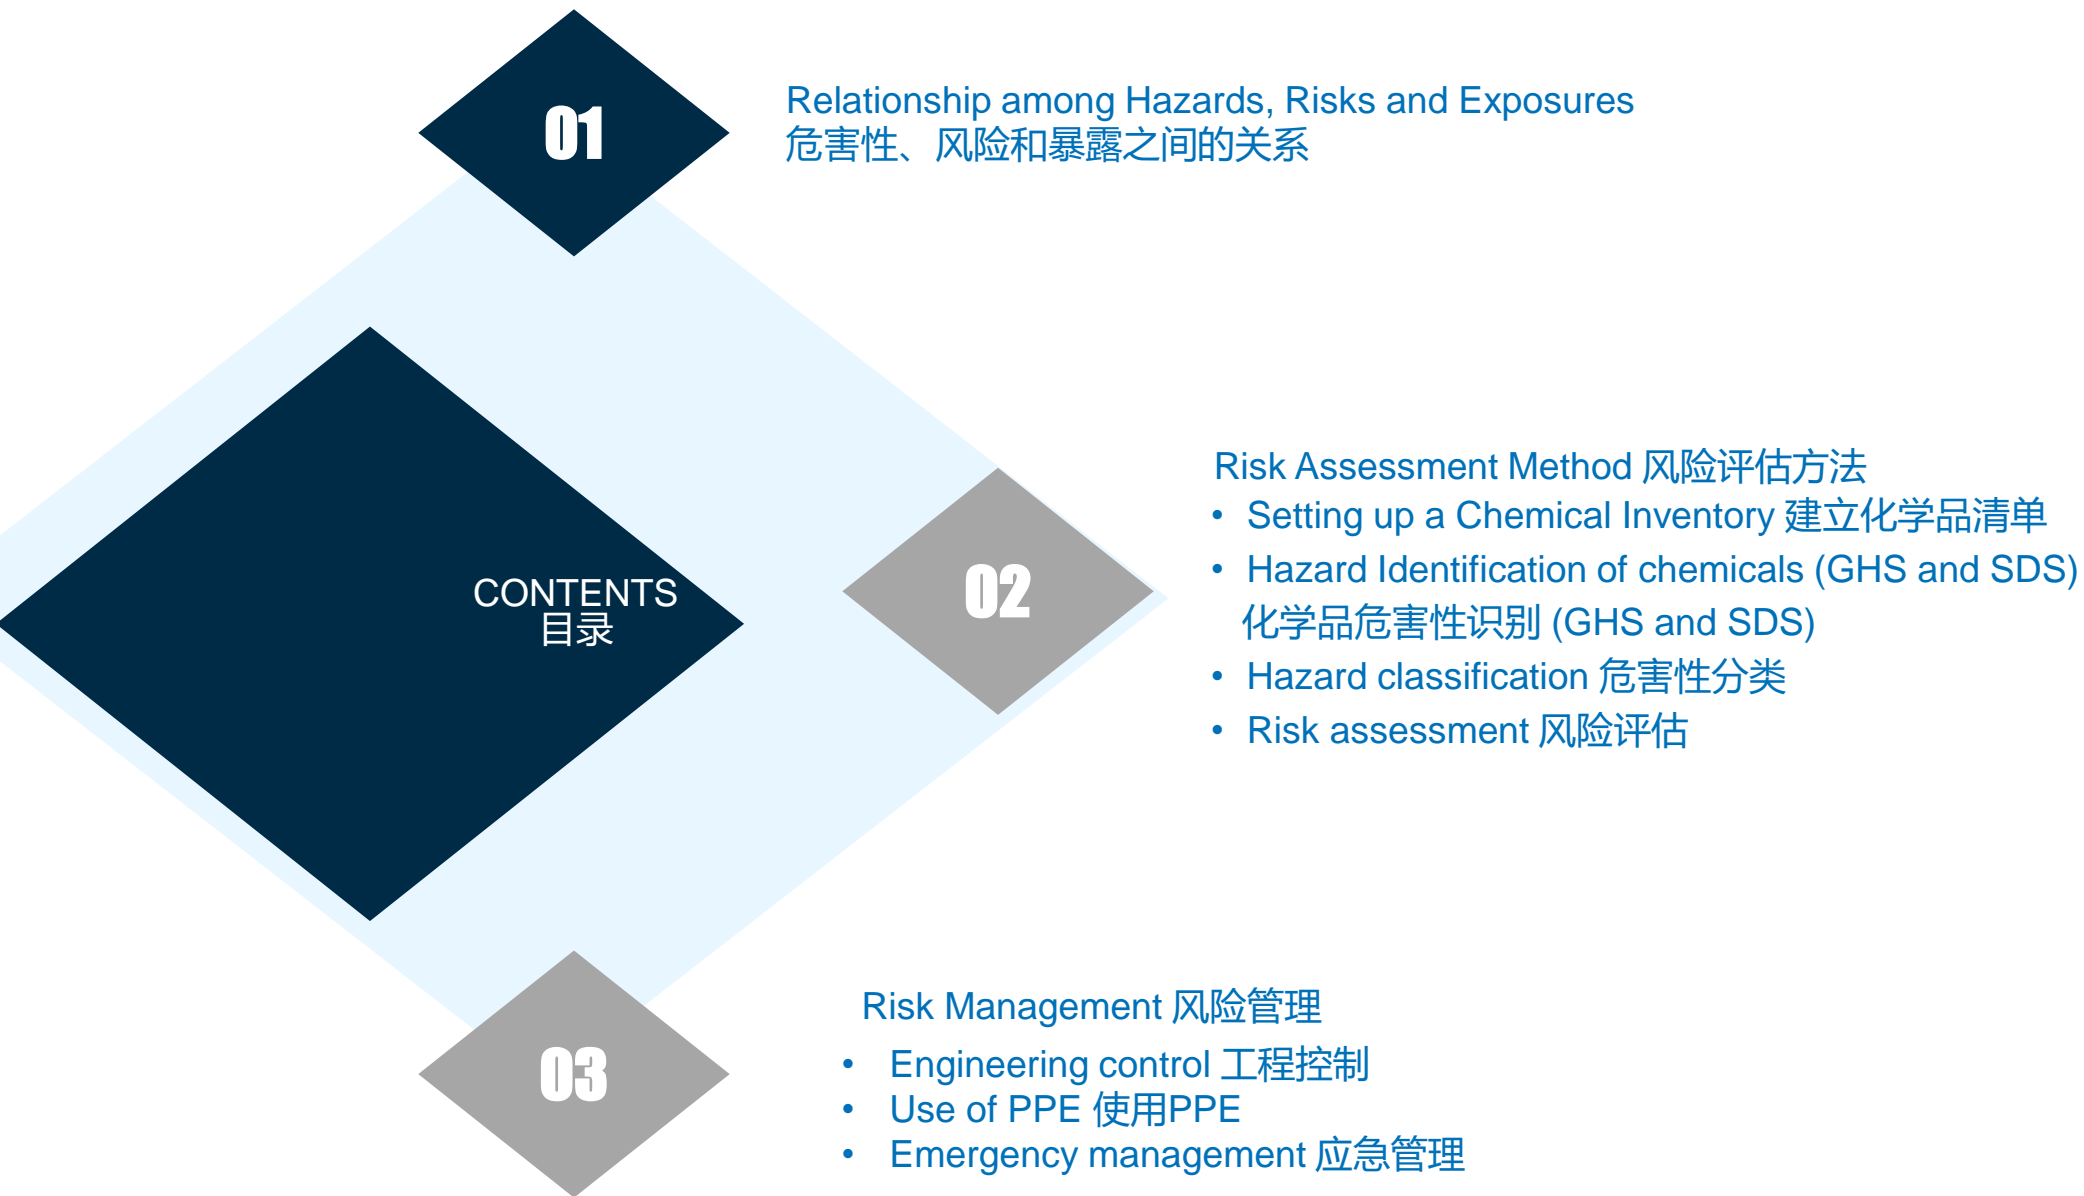 01
Relationship among Hazards, Risks and Exposures
危害性、风险和暴露之间的关系
CONTENTS
目录
02
Risk Assessment Method 风险评估方法
• Setting up a Chemical Inventory 建立化学品清单
• Hazard Identification of chemicals (GHS and SDS)
化学品危害性识别 (GHS and SDS)
• Hazard classification 危害性分类
• Risk assessment 风险评估
03
Risk Management 风险管理
• Engineering control 工程控制
• Use of PPE 使用PPE
• Emergency management 应急管理